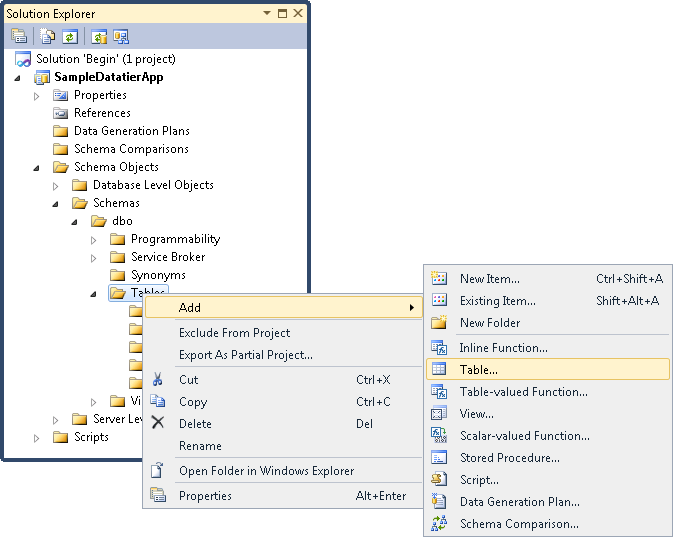 Solution Explorer
Solution 'Begin' (1 project)
SampleDatatierApp
Properties
References
Data Generation Plans
Schema Comparisons
Schema Objects
Database Level Objects
Schemas
dbo
Programmability
Service Broker
Synonyms
Tables
Vi
Server Lev
Scripts
Add
Exclude From Project
Export As Partial Project...
Cut Ctrl+X
Copy Ctrl+C
Delete Del
Rename
Open Folder in Windows Explorer
Properties Alt+Enter
New Item... Ctrl+Shift+A
Existing Item... Shift+Alt+A
New Folder
Inline Function...
Table...
Table-valued Function...
View...
Scalar-valued Function...
Stored Procedure...
Script...
Data Generation Plan...
Schema Comparison...